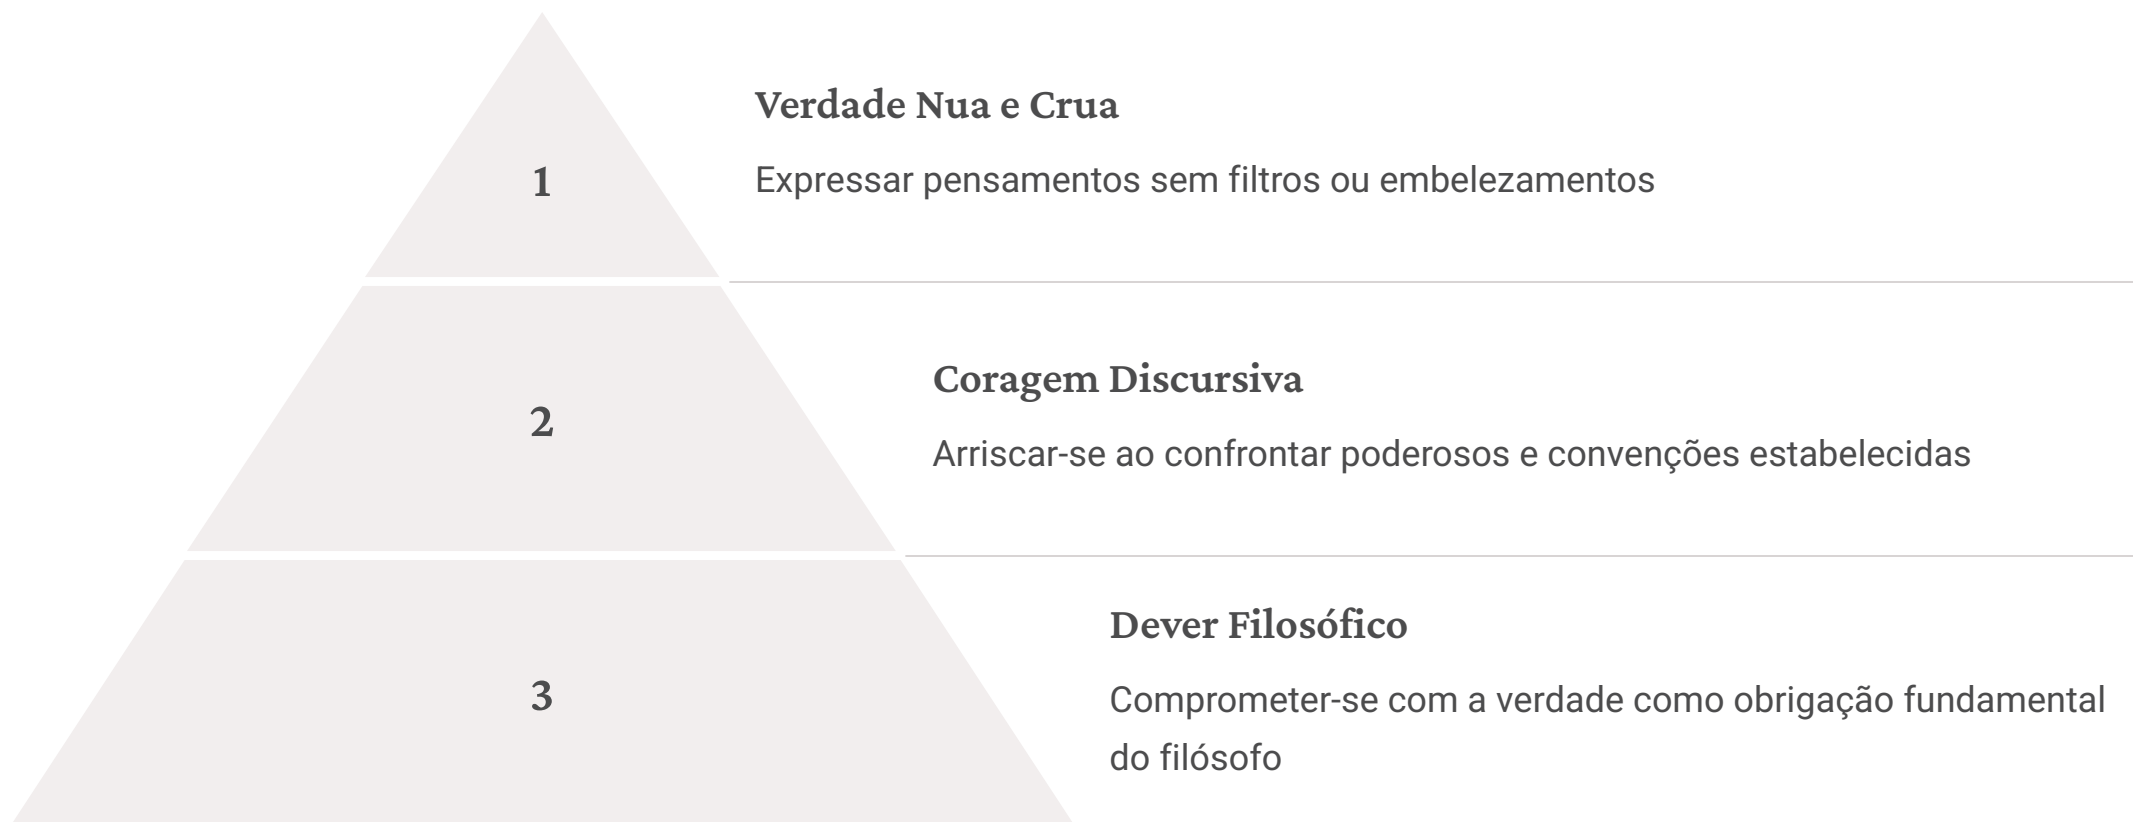 Verdade Nua e Crua
1
Expressar pensamentos sem filtros ou embelezamentos
Coragem Discursiva
2
Arriscar-se ao confrontar poderosos e convenções estabelecidas
Dever Filosófico
3
Comprometer-se com a verdade como obrigação fundamental
do filósofo